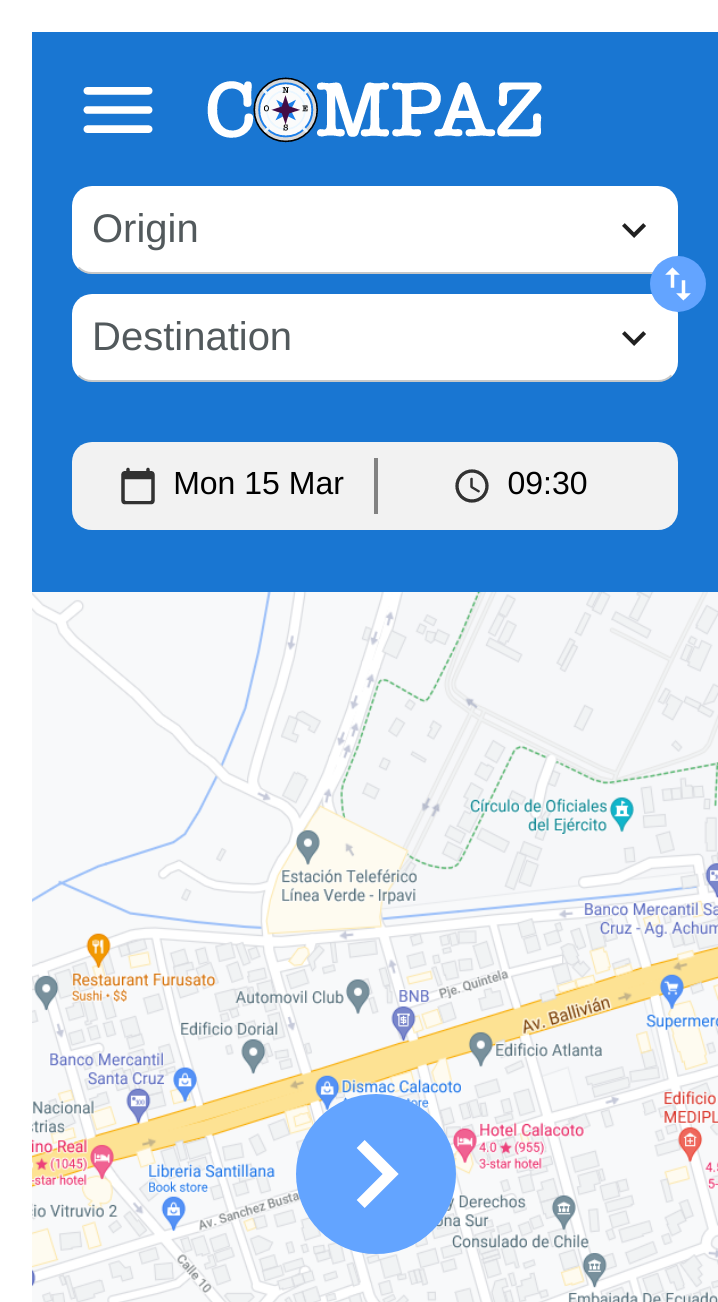 COMPAZ
N
O
E
S
Origin
Destination
Mon 15 Mar
09:30
Círculo de Oficiales
del Ejército
Estación Teleférico
Línea Verde - Irpavi
Banco Mercantil Sa
Cruz - Ag. Achum
Restaurant Furusato
Sushi • $$
Automovil Club
BNB
Pje. Quintela
Av. Ballivián
Edificio Dorial
Supermerc
Edificio Atlanta
Banco Mercantil
Santa Cruz
Dismac Calacoto
ore
Nacional
strias
Edificio
MEDIPL
ino Real
★ (1045)
-star hotel
Hotel Calacoto
4.0 ★ (955)
3-star hotel
4.
5-
Libreria Santillana
Book store
io Vitruvio 2
Av. Sanchez Busta
y Derechos
ona Sur
Consulado de Chile
Calle 10
Embajada De Ecuado